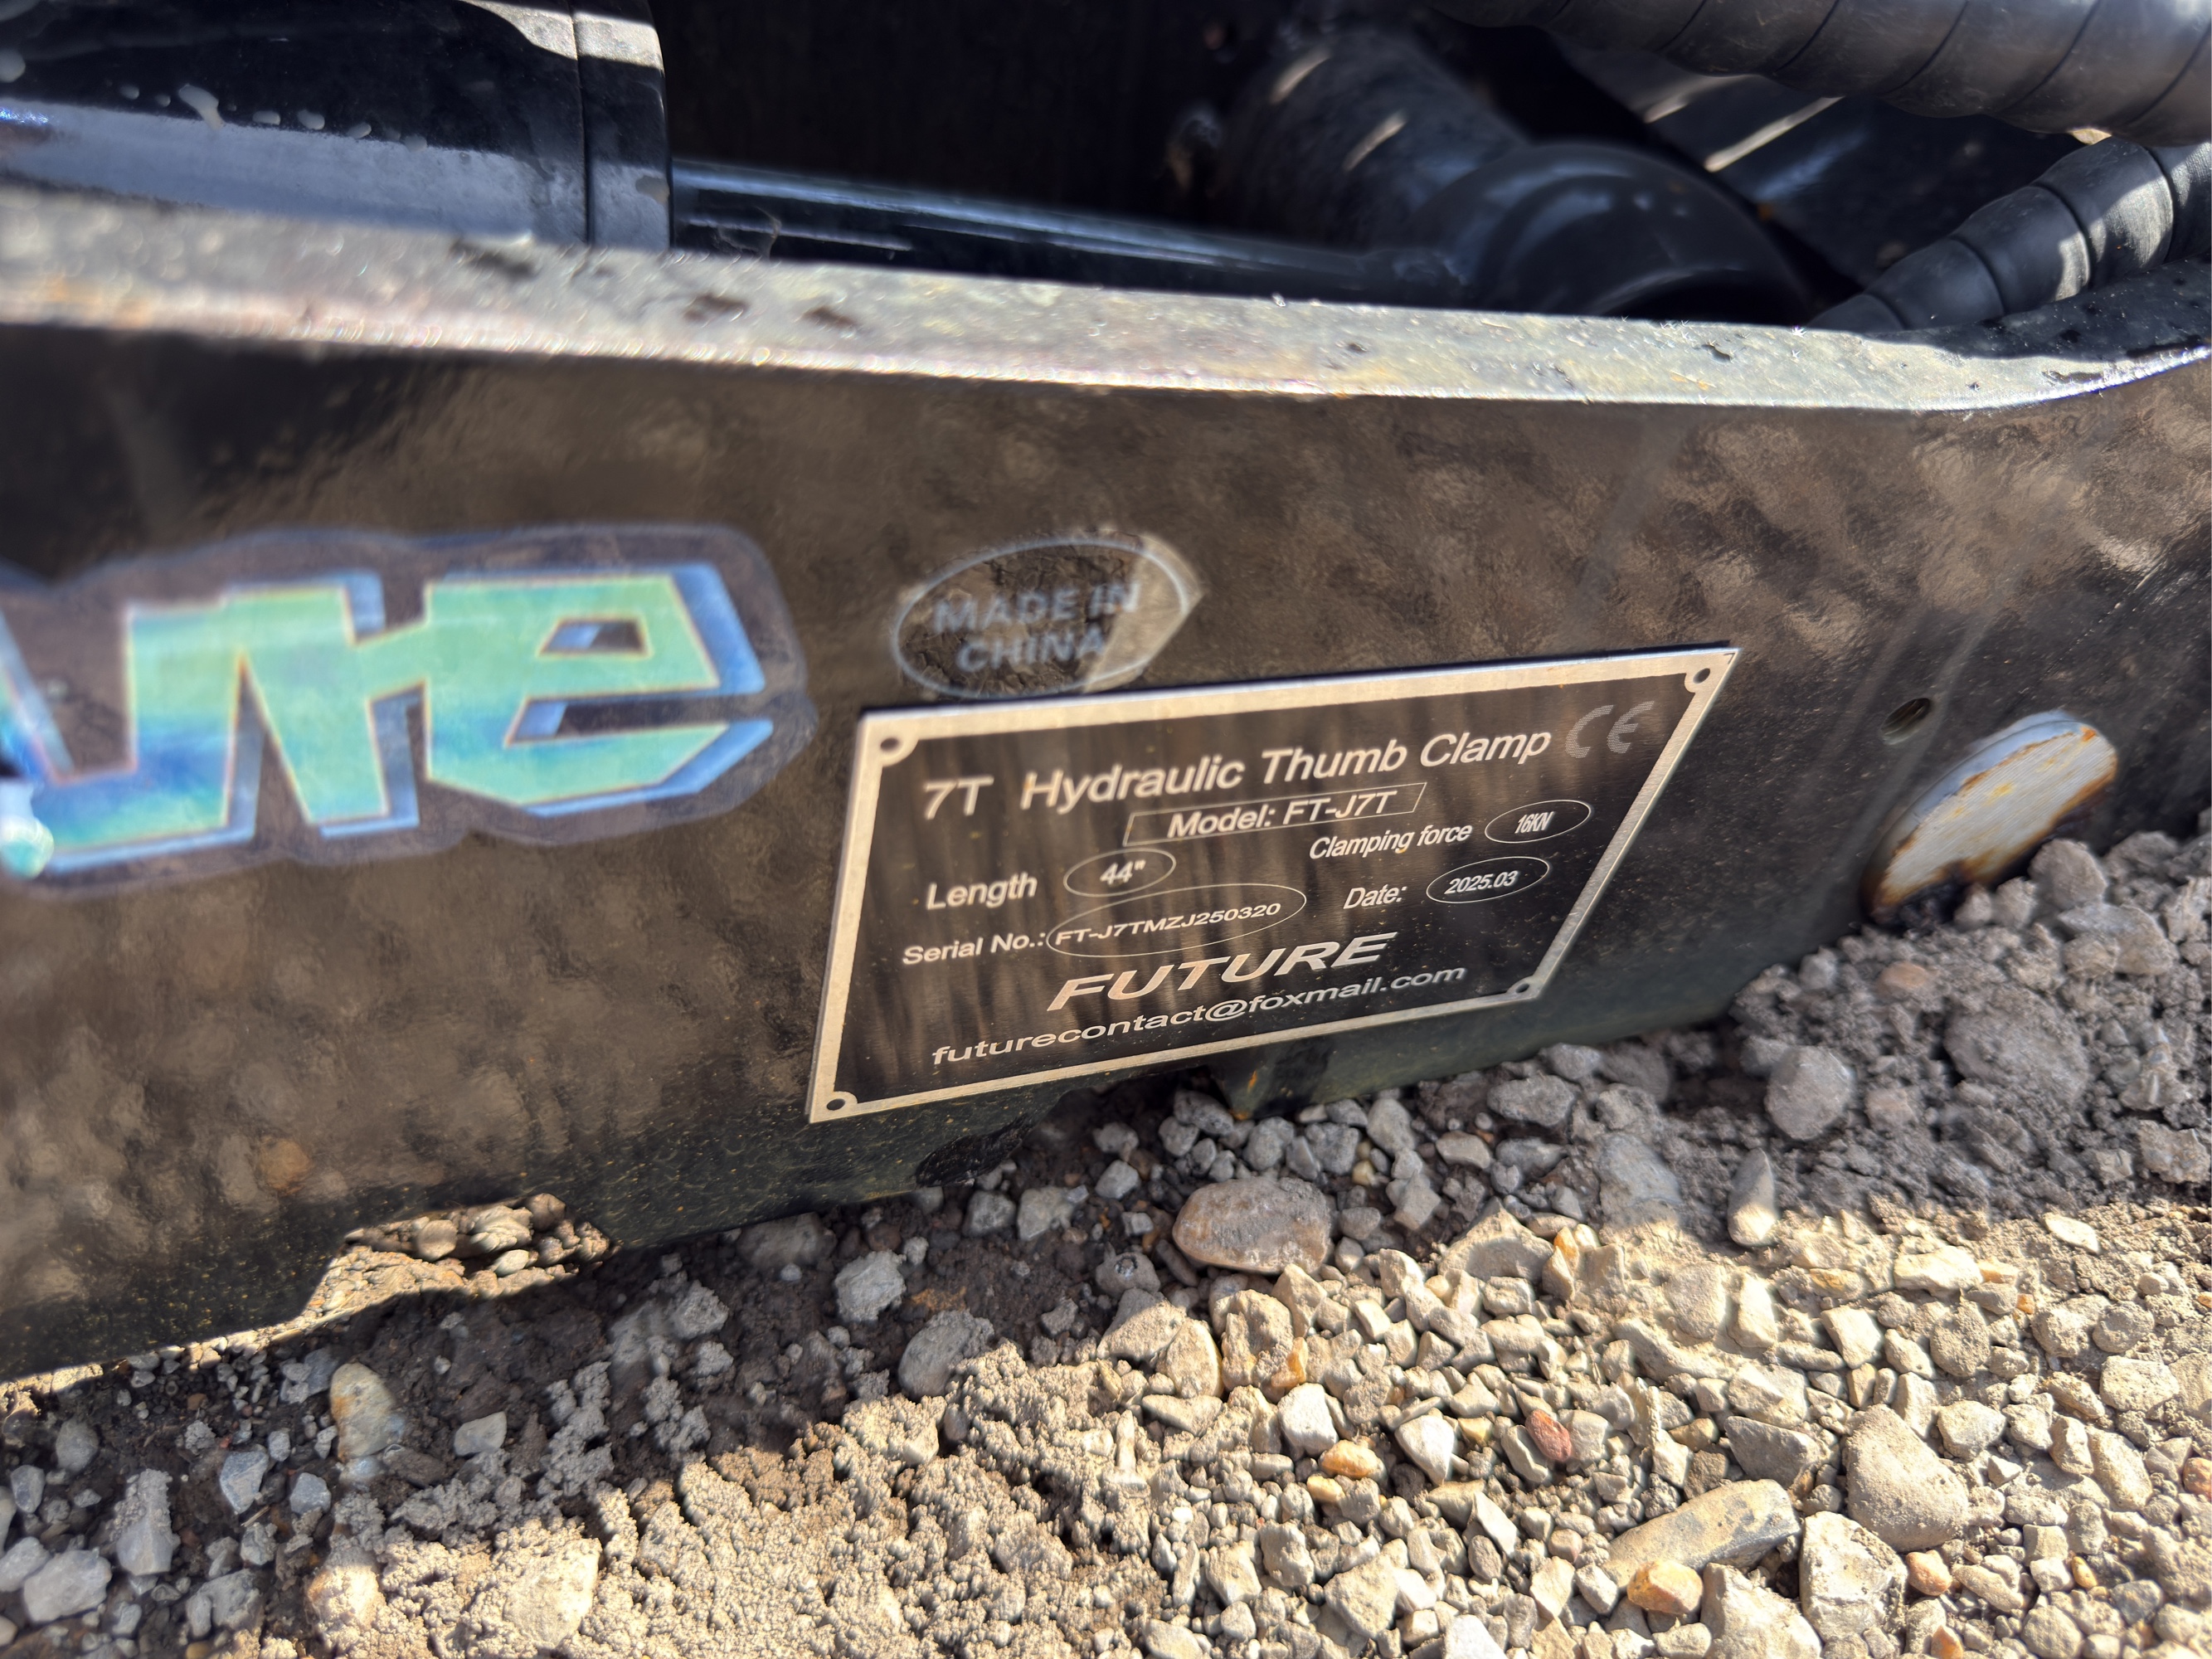 ure
MADE IN
CHINA
7T Hydraulic Thumb Clamp CE
Model: FT-J7T
Clamping force 16KN
Length 44"
Date: 2025.03
Serial No.: FT-J7TMZJ250320
FUTURE
futurecontact@foxmail.com